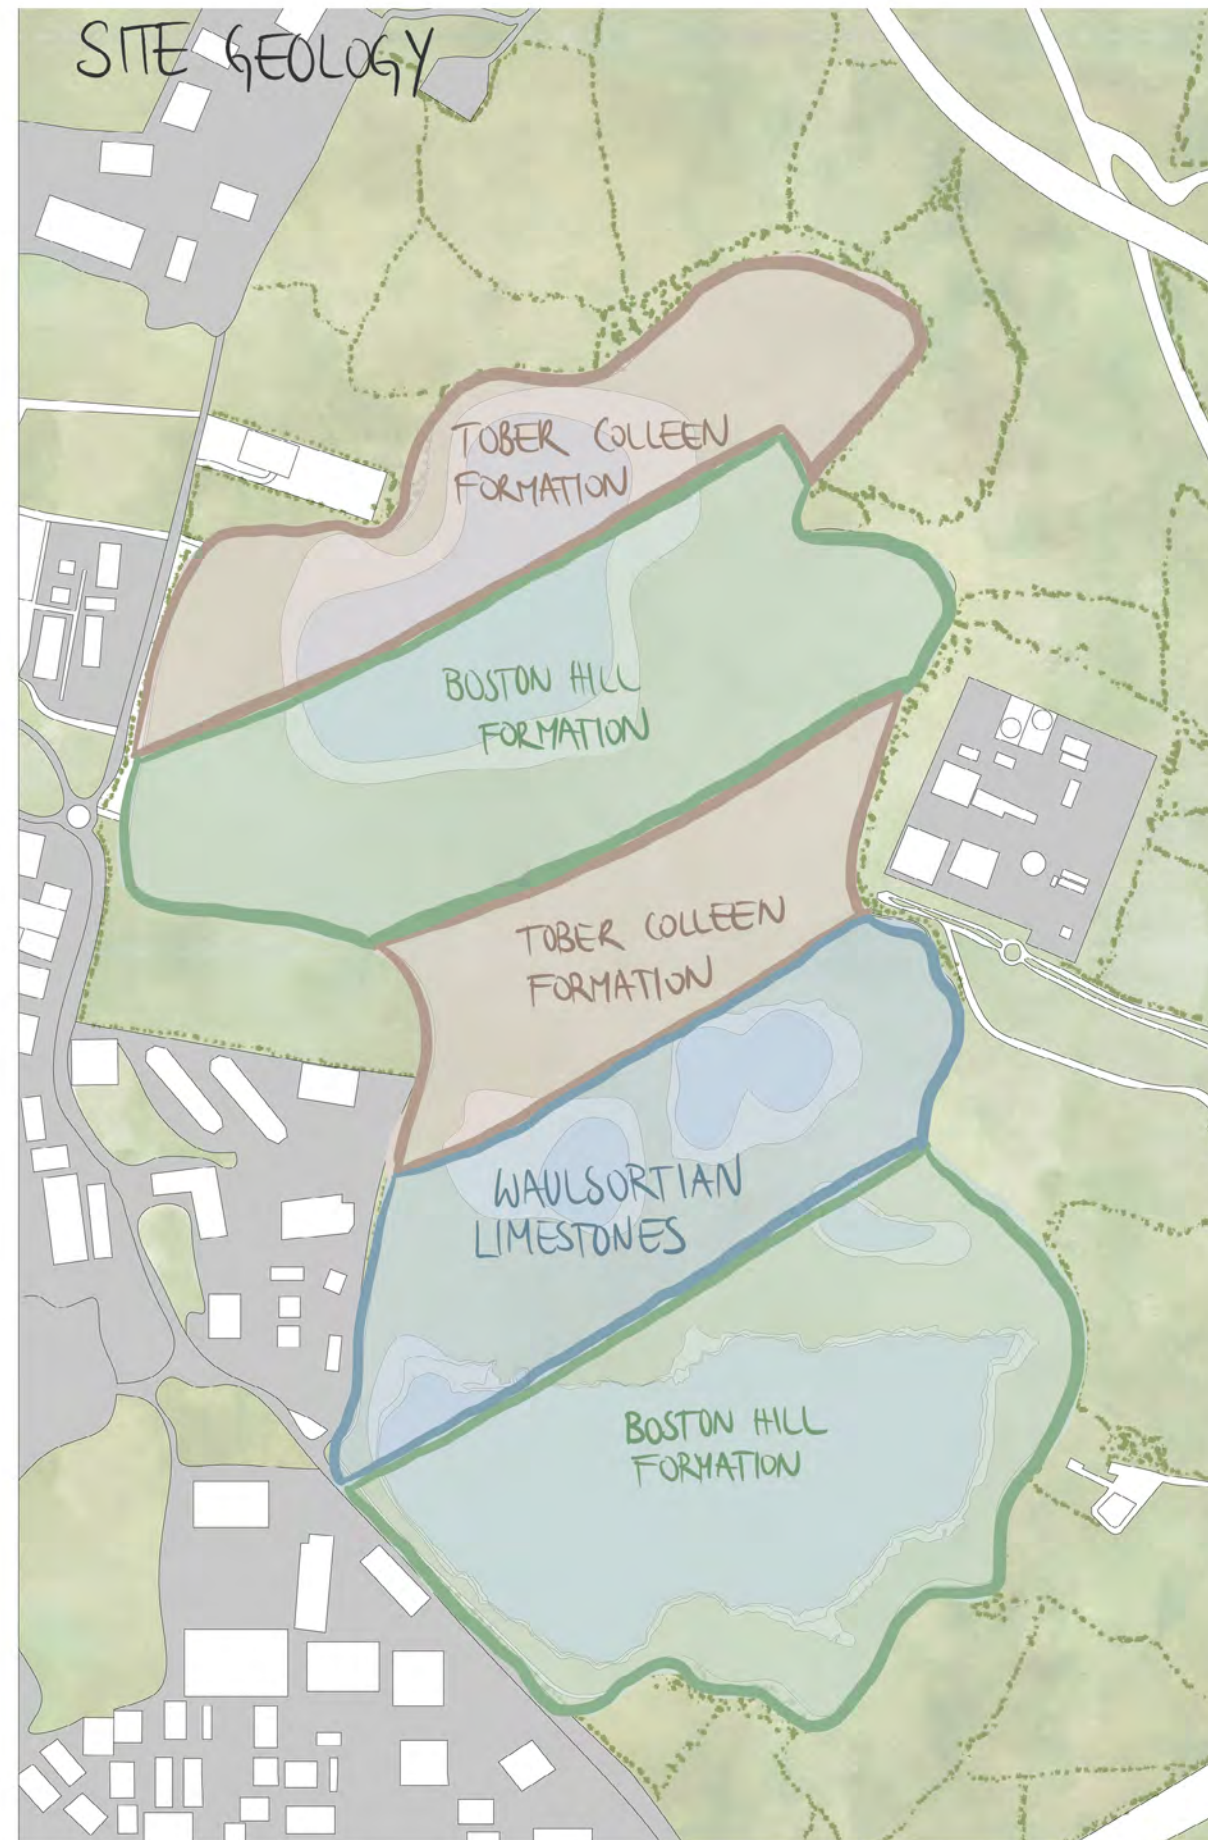 SITE GEOLOGY
TOBER COLLEEN
FORMATION
BOSTON HILL
FORMATION
TOBER COLLEEN
FORMATION
WAULSORTIAN
LIMESTONES
BOSTON HILL
FORMATION